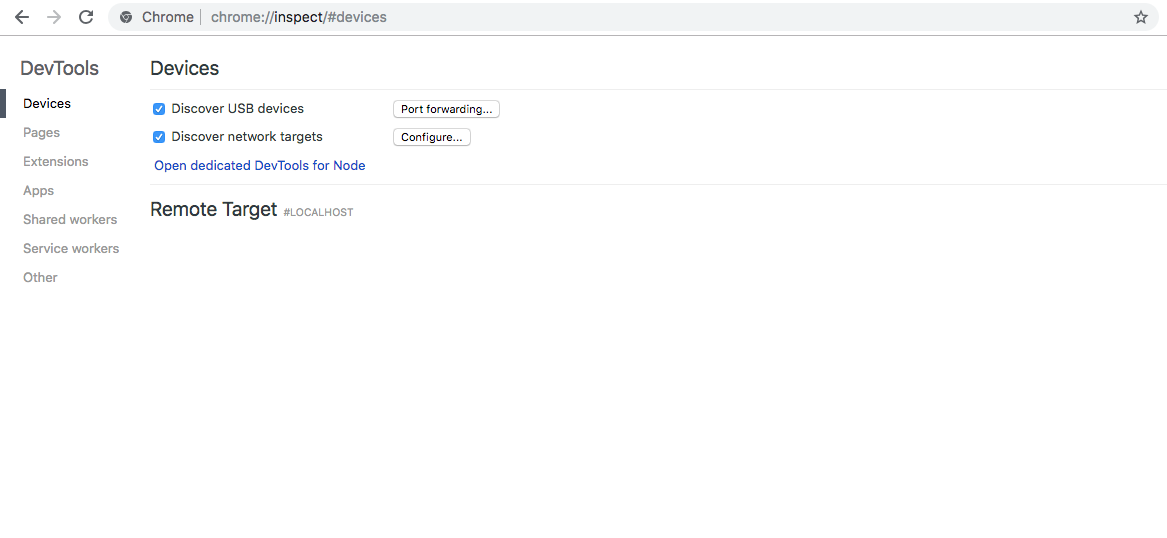 Chrome chrome://inspect/#devices
DevTools
Devices
Pages
Extensions
Apps
Shared workers
Service workers
Other
Devices
Discover USB devices Port forwarding...
Discover network targets Configure...
Open dedicated DevTools for Node
Remote Target #LOCALHOST